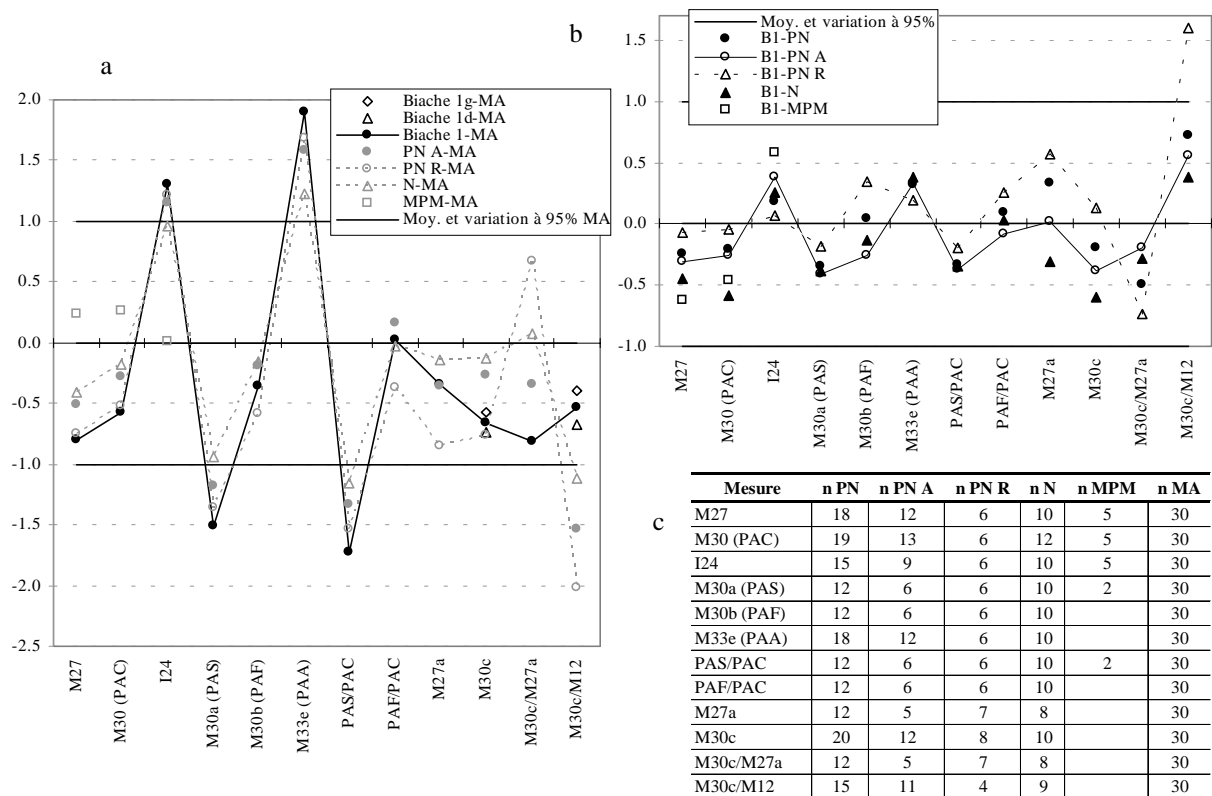 a
2.0
1.5
1.0
0.5
0.0
-0.5
-1.0
-1.5
-2.0
-2.5
Biache 1g-MA
Biache 1d-MA
Biache 1-MA
PN A-MA
PN R-MA
N-MA
MPM-MA
Moy. et variation à 95% MA
M27
M30 (PAC)
I24
M30a (PAS)
M30b (PAF)
M33e (PAA)
PAS/PAC
PAF/PAC
M27a
M30c
M30c/M27a
M30c/M12
b
Moy. et variation à 95%
B1-PN
B1-PN A
B1-PN R
B1-N
B1-MPM
1.5
1.0
0.5
0.0
-0.5
-1.0
M27
M30 (PAC)
I24
M30a (PAS)
M30b (PAF)
M33e (PAA)
PAS/PAC
PAF/PAC
M27a
M30c
M30c/M27a
M30c/M12
c
Mesure n PN n PN A n PN R n N n MPM n MA
M27 18 12 6 10 5 30
M30 (PAC) 19 13 6 12 5 30
I24 15 9 6 10 5 30
M30a (PAS) 12 6 6 10 2 30
M30b (PAF) 12 6 6 10 30
M33e (PAA) 18 12 6 10 30
PAS/PAC 12 6 6 10 2 30
PAF/PAC 12 6 6 10 30
M27a 12 5 7 8 30
M30c 20 12 8 10 30
M30c/M27a 12 5 7 8 30
M30c/M12 15 11 4 9 30